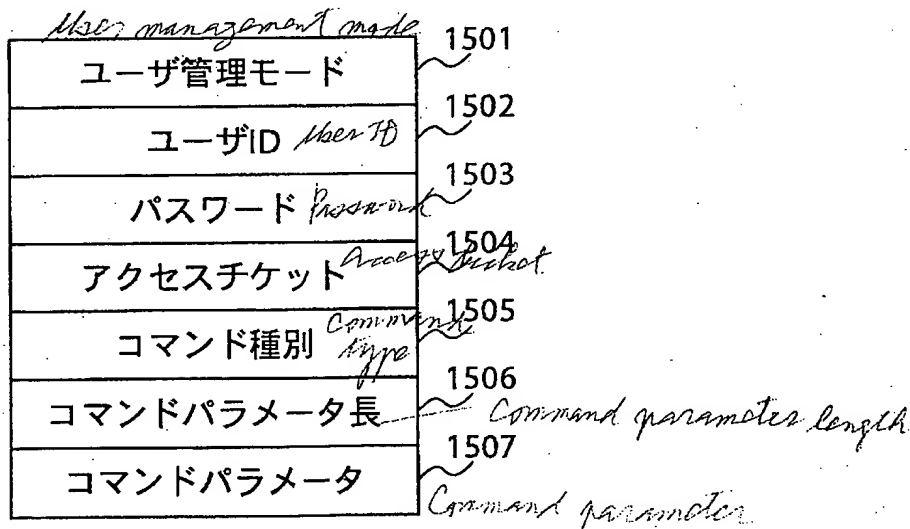 User management mode
1501
ユーザ管理モード
1502
ユーザID User ID
1503
パスワード Password
1504
アクセスチケット Access ticket
1505
コマンド種別 Command type
1506
コマンドパラメータ長 Command parameter length
1507
コマンドパラメータ Command parameter